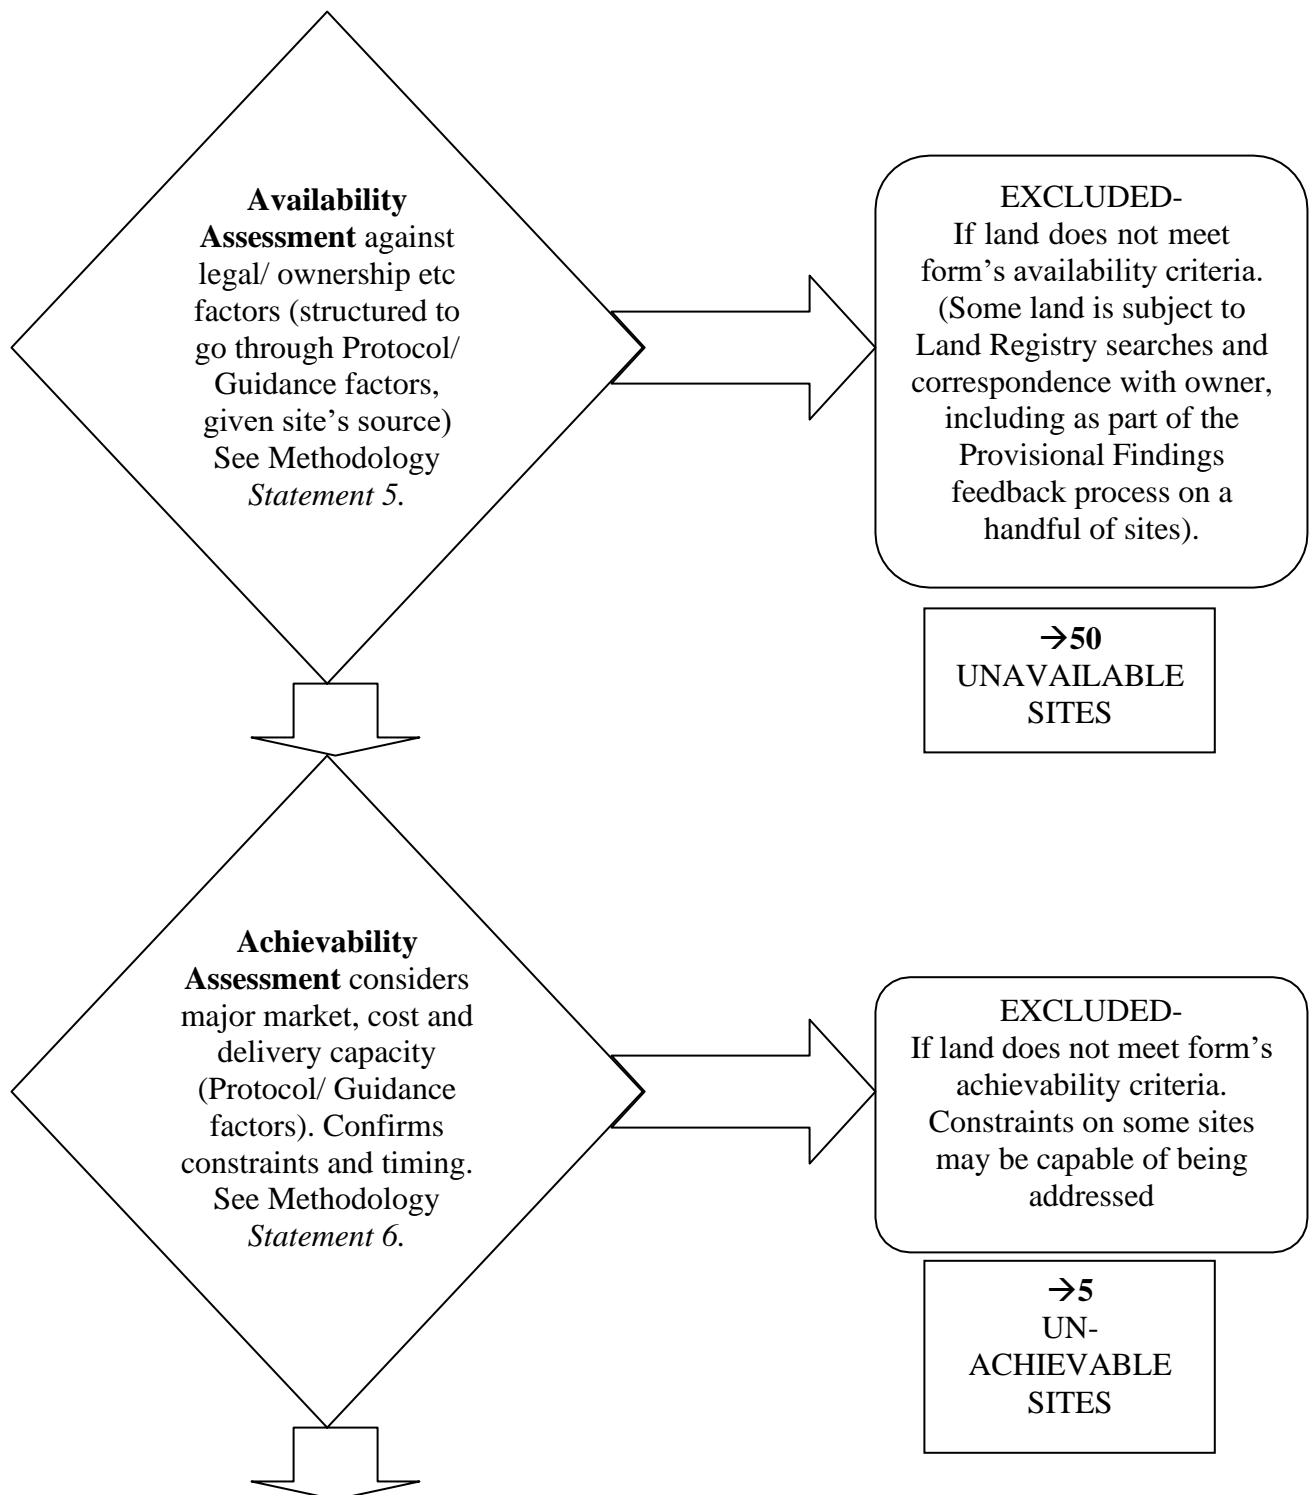 Availability
Assessment against
legal/ ownership etc
factors (structured to
go through Protocol/
Guidance factors,
given site’s source)
See Methodology
Statement 5.
EXCLUDED-
If land does not meet
form’s availability criteria.
(Some land is subject to
Land Registry searches and
correspondence with owner,
including as part of the
Provisional Findings
feedback process on a
handful of sites).
→50
UNAVAILABLE
SITES
Achievability
Assessment considers
major market, cost and
delivery capacity
(Protocol/ Guidance
factors). Confirms
constraints and timing.
See Methodology
Statement 6.
EXCLUDED-
If land does not meet form’s
achievability criteria.
Constraints on some sites
may be capable of being
addressed
→5
UN-
ACHIEVABLE
SITES